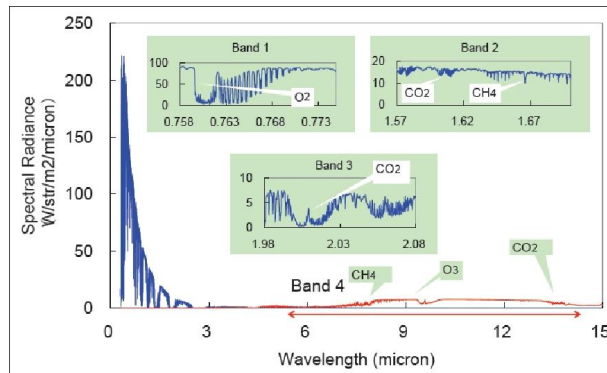 250
200
150
100
50
0
Spectral Radiance
W/str/m2/micron
Band 1
100
50
0
O2
0.758 0.763 0.768 0.773
Band 2
20
10
0
CO2 CH4
1.57 1.62 1.67
Band 3
10
5
0
CO2
1.98 2.03 2.08
Band 4
CH4 O3 CO2
0 3 6 9 12 15
Wavelength (micron)